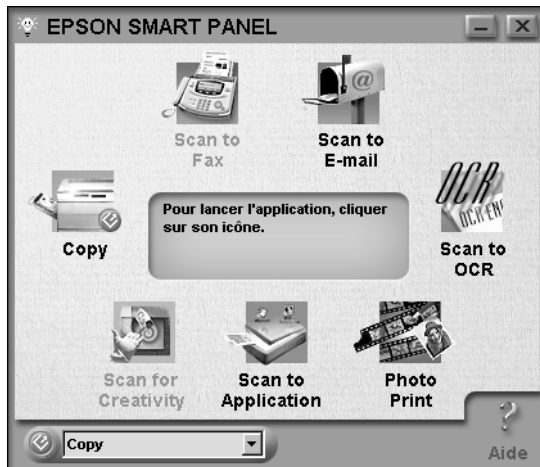 EPSON SMART PANEL
Scan to
Fax
Scan to
E-mail
@
Copy
Pour lancer l'application, cliquer
sur son icône.
OCR
Scan to
OCR
Scan for
Creativity
Scan to
Application
Photo
Print
Copy
?
Aide